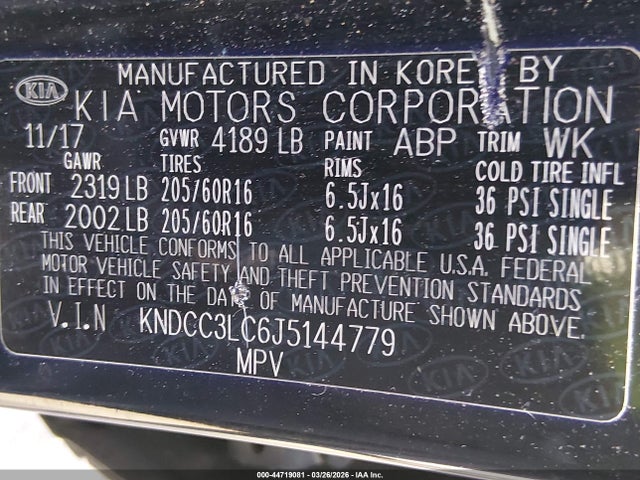 MANUFACTURED IN KOREA BY
KIA KIA MOTORS CORPORATION
11/17 GVWR 4189 LB PAINT ABP TRIM WK
GAWR TIRES RIMS COLD TIRE INFL
FRONT 2319 LB 205/60R16 6.5Jx16 36 PSI SINGLE
REAR 2002 LB 205/60R16 6.5Jx16 36 PSI SINGLE
THIS VEHICLE CONFORMS TO ALL APPLICABLE U.S.A. FEDERAL
MOTOR VEHICLE SAFETY AND THEFT PREVENTION STANDARDS
IN EFFECT ON THE DATE OF MANUFACTURE SHOWN ABOVE.
V.I.N KNDCC3LC6J5144779
MPV
000-44719081 - 03/26/2026 - IAA Inc.